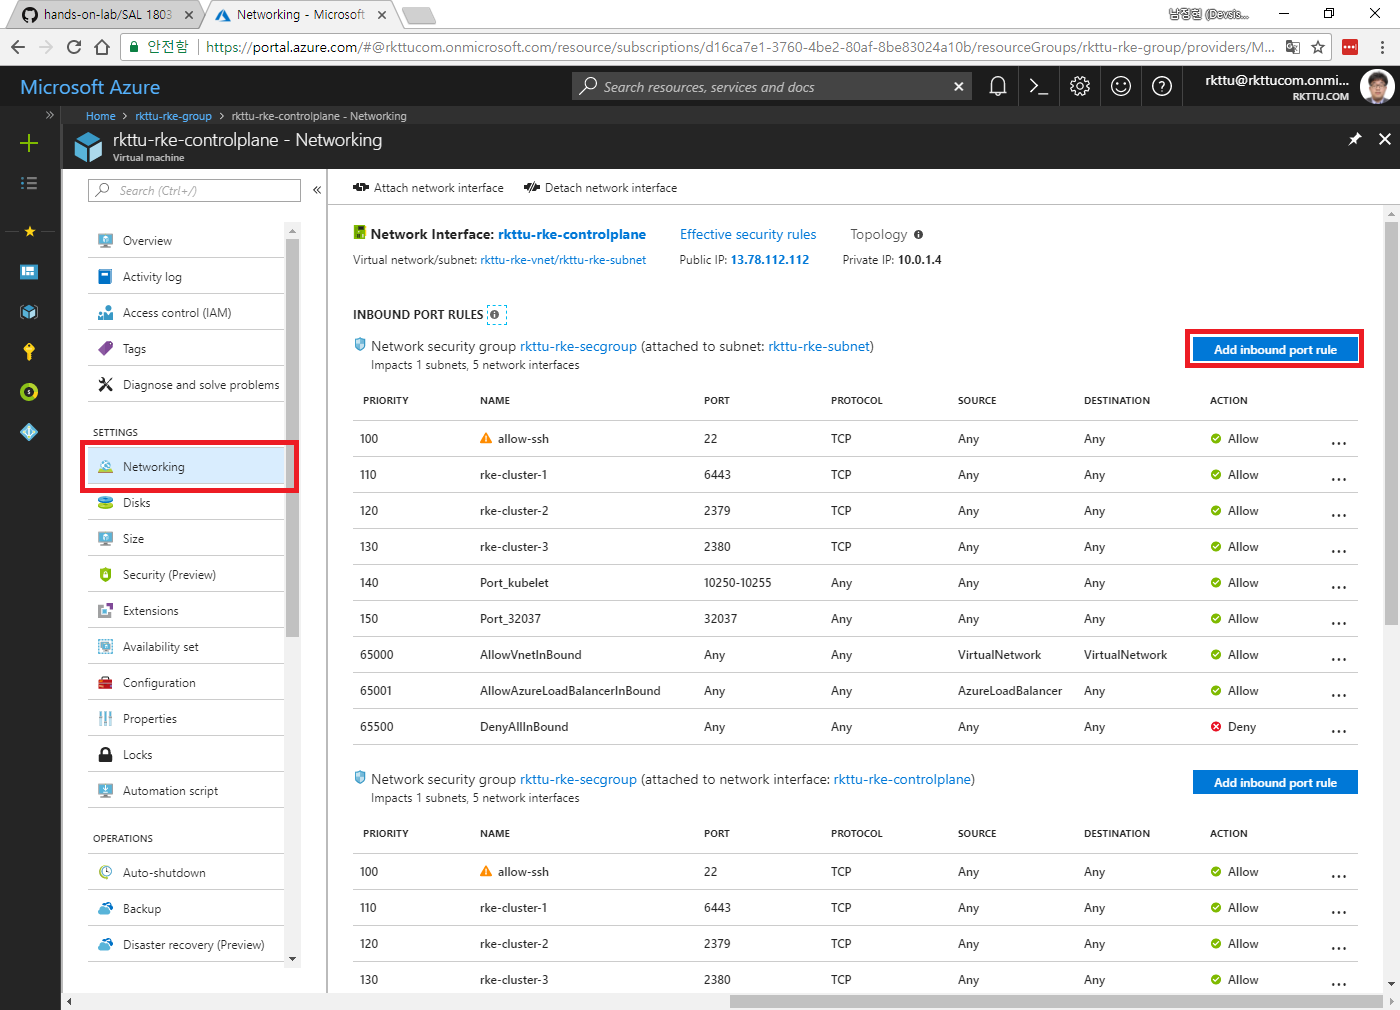 hands-on-lab/SAL 1803
Networking - Microsoft
남정현 (Devsis...
안전함
https://portal.azure.com/#@rkttucom.onmicrosoft.com/resource/subscriptions/d16ca7e1-3760-4be2-80af-8be83024a10b/resourceGroups/rkttu-rke-group/providers/M...
Microsoft Azure
Search resources, services and docs
rkttu@rkttucom.onmi...
RKTTU.COM
Home > rkttu-rke-group > rkttu-rke-controlplane - Networking
rkttu-rke-controlplane - Networking
Virtual machine
Search (Ctrl+/)
Overview
Activity log
Access control (IAM)
Tags
Diagnose and solve problems
SETTINGS
Networking
Disks
Size
Security (Preview)
Extensions
Availability set
Configuration
Properties
Locks
Automation script
OPERATIONS
Auto-shutdown
Backup
Disaster recovery (Preview)
Attach network interface Detach network interface
Network Interface: rkttu-rke-controlplane Effective security rules Topology
Virtual network/subnet: rkttu-rke-vnet/rkttu-rke-subnet Public IP: 13.78.112.112 Private IP: 10.0.1.4
INBOUND PORT RULES
Network security group rkttu-rke-secgroup (attached to subnet: rkttu-rke-subnet)
Impacts 1 subnets, 5 network interfaces
Add inbound port rule
PRIORITY NAME PORT PROTOCOL SOURCE DESTINATION ACTION
100 allow-ssh 22 TCP Any Any Allow ...
110 rke-cluster-1 6443 TCP Any Any Allow ...
120 rke-cluster-2 2379 TCP Any Any Allow ...
130 rke-cluster-3 2380 TCP Any Any Allow ...
140 Port_kubelet 10250-10255 Any Any Any Allow ...
150 Port_32037 32037 Any Any Any Allow ...
65000 AllowVnetInBound Any Any VirtualNetwork VirtualNetwork Allow ...
65001 AllowAzureLoadBalancerInBound Any Any AzureLoadBalancer Any Allow ...
65500 DenyAllInBound Any Any Any Any Deny ...
Network security group rkttu-rke-secgroup (attached to network interface: rkttu-rke-controlplane)
Impacts 1 subnets, 5 network interfaces
Add inbound port rule
PRIORITY NAME PORT PROTOCOL SOURCE DESTINATION ACTION
100 allow-ssh 22 TCP Any Any Allow ...
110 rke-cluster-1 6443 TCP Any Any Allow ...
120 rke-cluster-2 2379 TCP Any Any Allow ...
130 rke-cluster-3 2380 TCP Any Any Allow ...